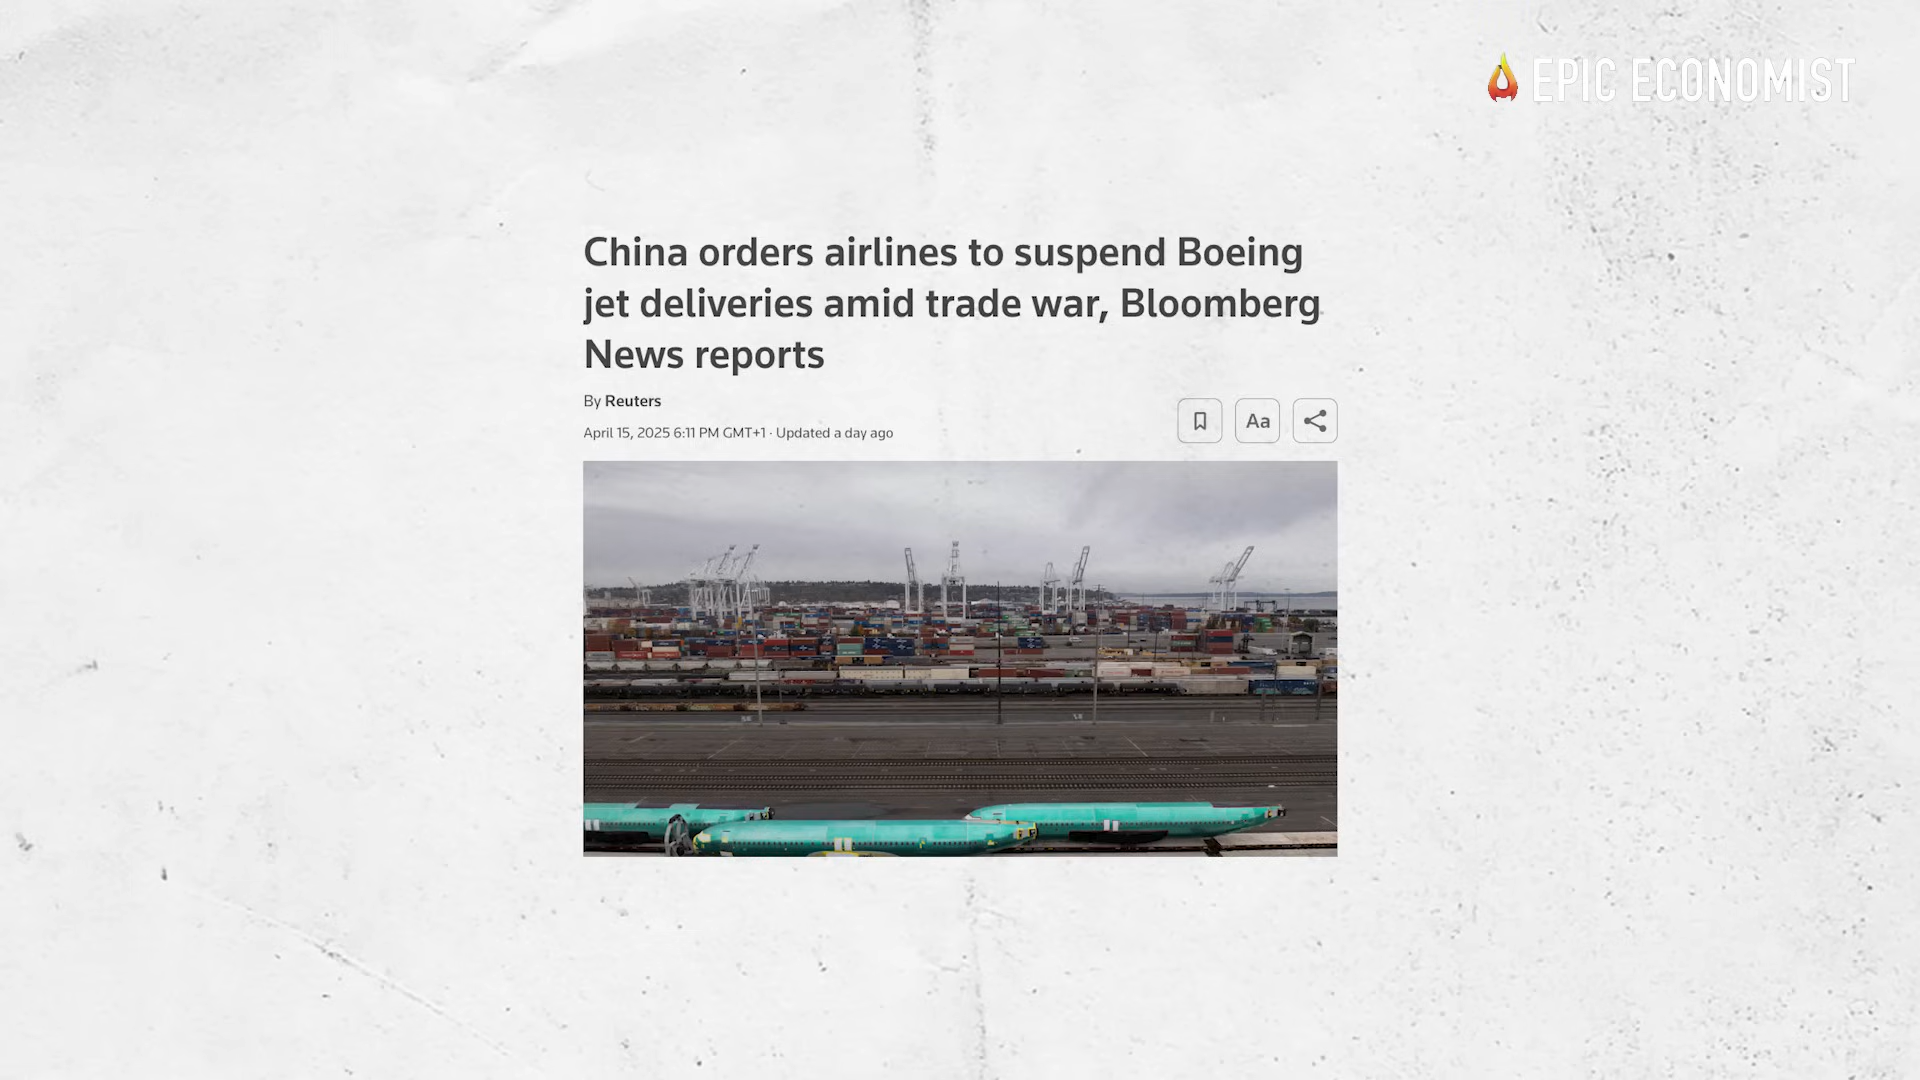 EPIC ECONOMIST
China orders airlines to suspend Boeing
jet deliveries amid trade war, Bloomberg
News reports
By Reuters
April 15, 2025 6:11 PM GMT+1 · Updated a day ago
Aa